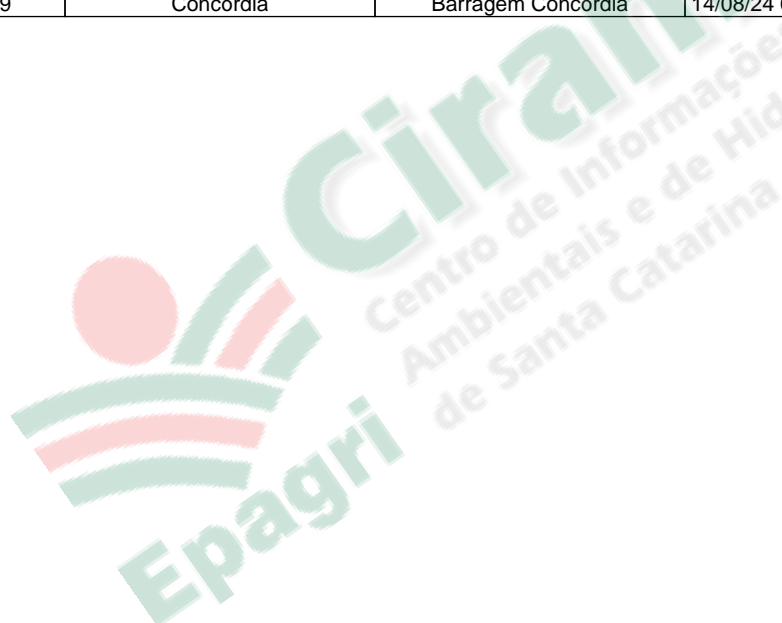 9 Concordia Barragem Concordia 14/08/24
Ciram
Centro de Informações
Ambientais e de Hid
de Santa Catarina
Epagri